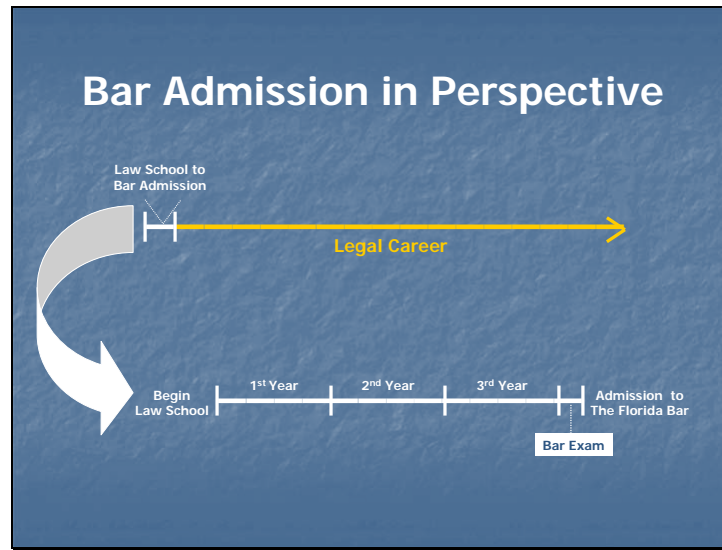 Bar Admission in Perspective
Law School to
Bar Admission
Legal Career
1st Year
2nd Year
3rd Year
Begin
Law School
Admission to
The Florida Bar
Bar Exam